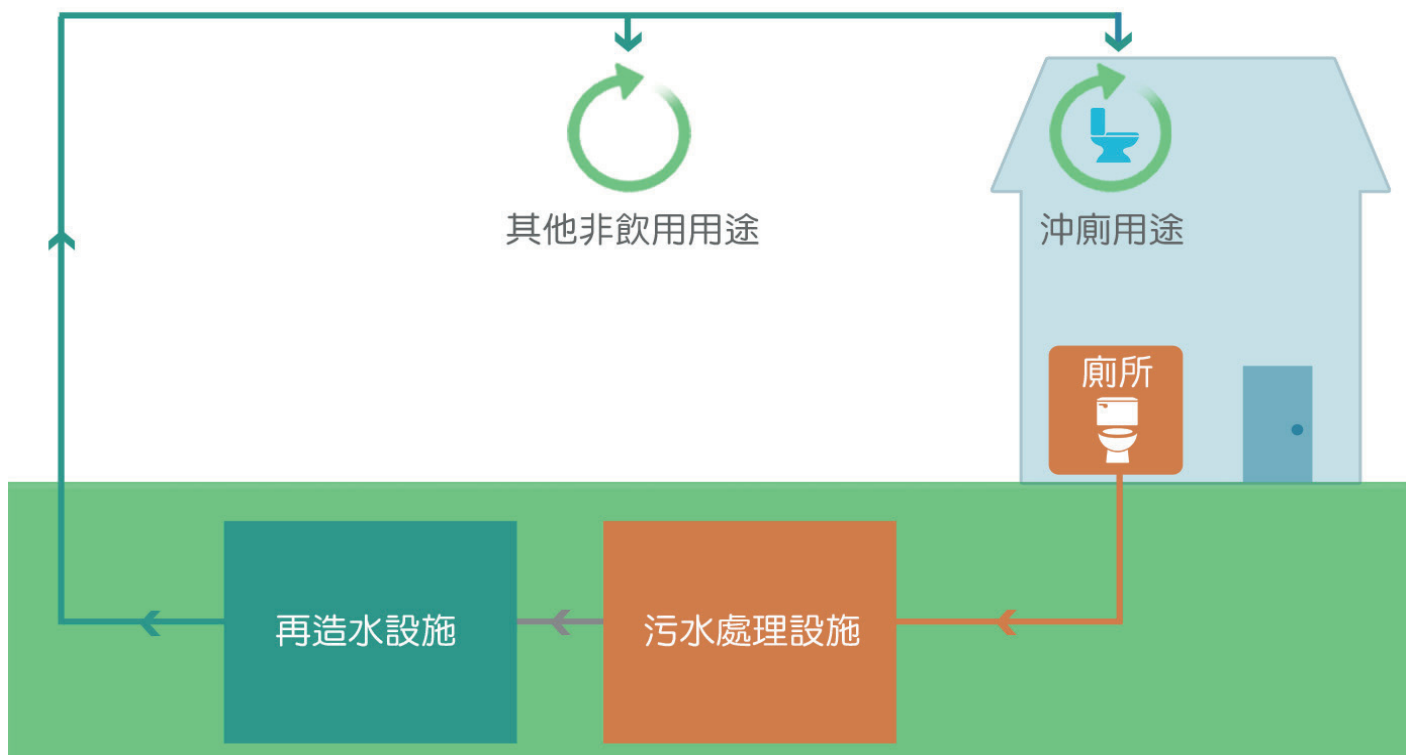 其他非飲用用途
沖廁用途
廁所
再造水設施
污水處理設施